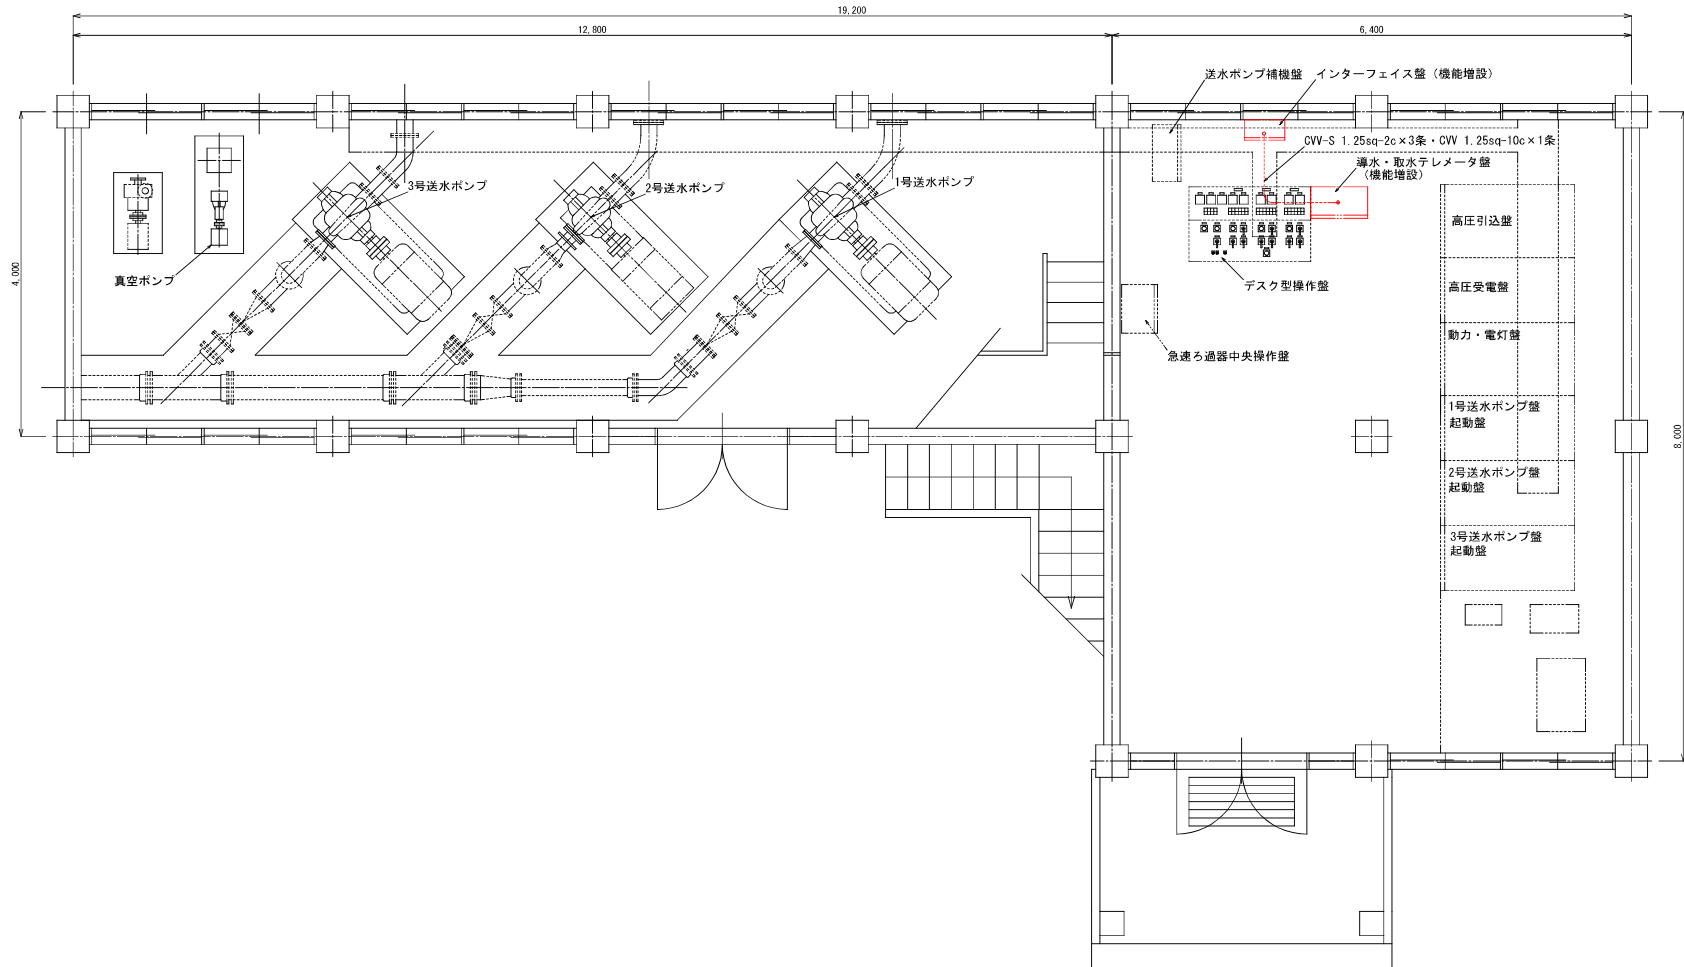 19,200
12,800
6,400
送水ポンプ補機盤
インターフェイス盤（機能増設）
CVV-S 1.25sq-2c×3条・CVV 1.25sq-10c×1条
導水・取水テレメータ盤
（機能増設）
3号送水ポンプ
2号送水ポンプ
1号送水ポンプ
真空ポンプ
4,000
デスク型操作盤
急速ろ過器中央操作盤
高圧引込盤
高圧受電盤
動力・電灯盤
1号送水ポンプ盤
起動盤
2号送水ポンプ盤
起動盤
3号送水ポンプ盤
起動盤
8,000